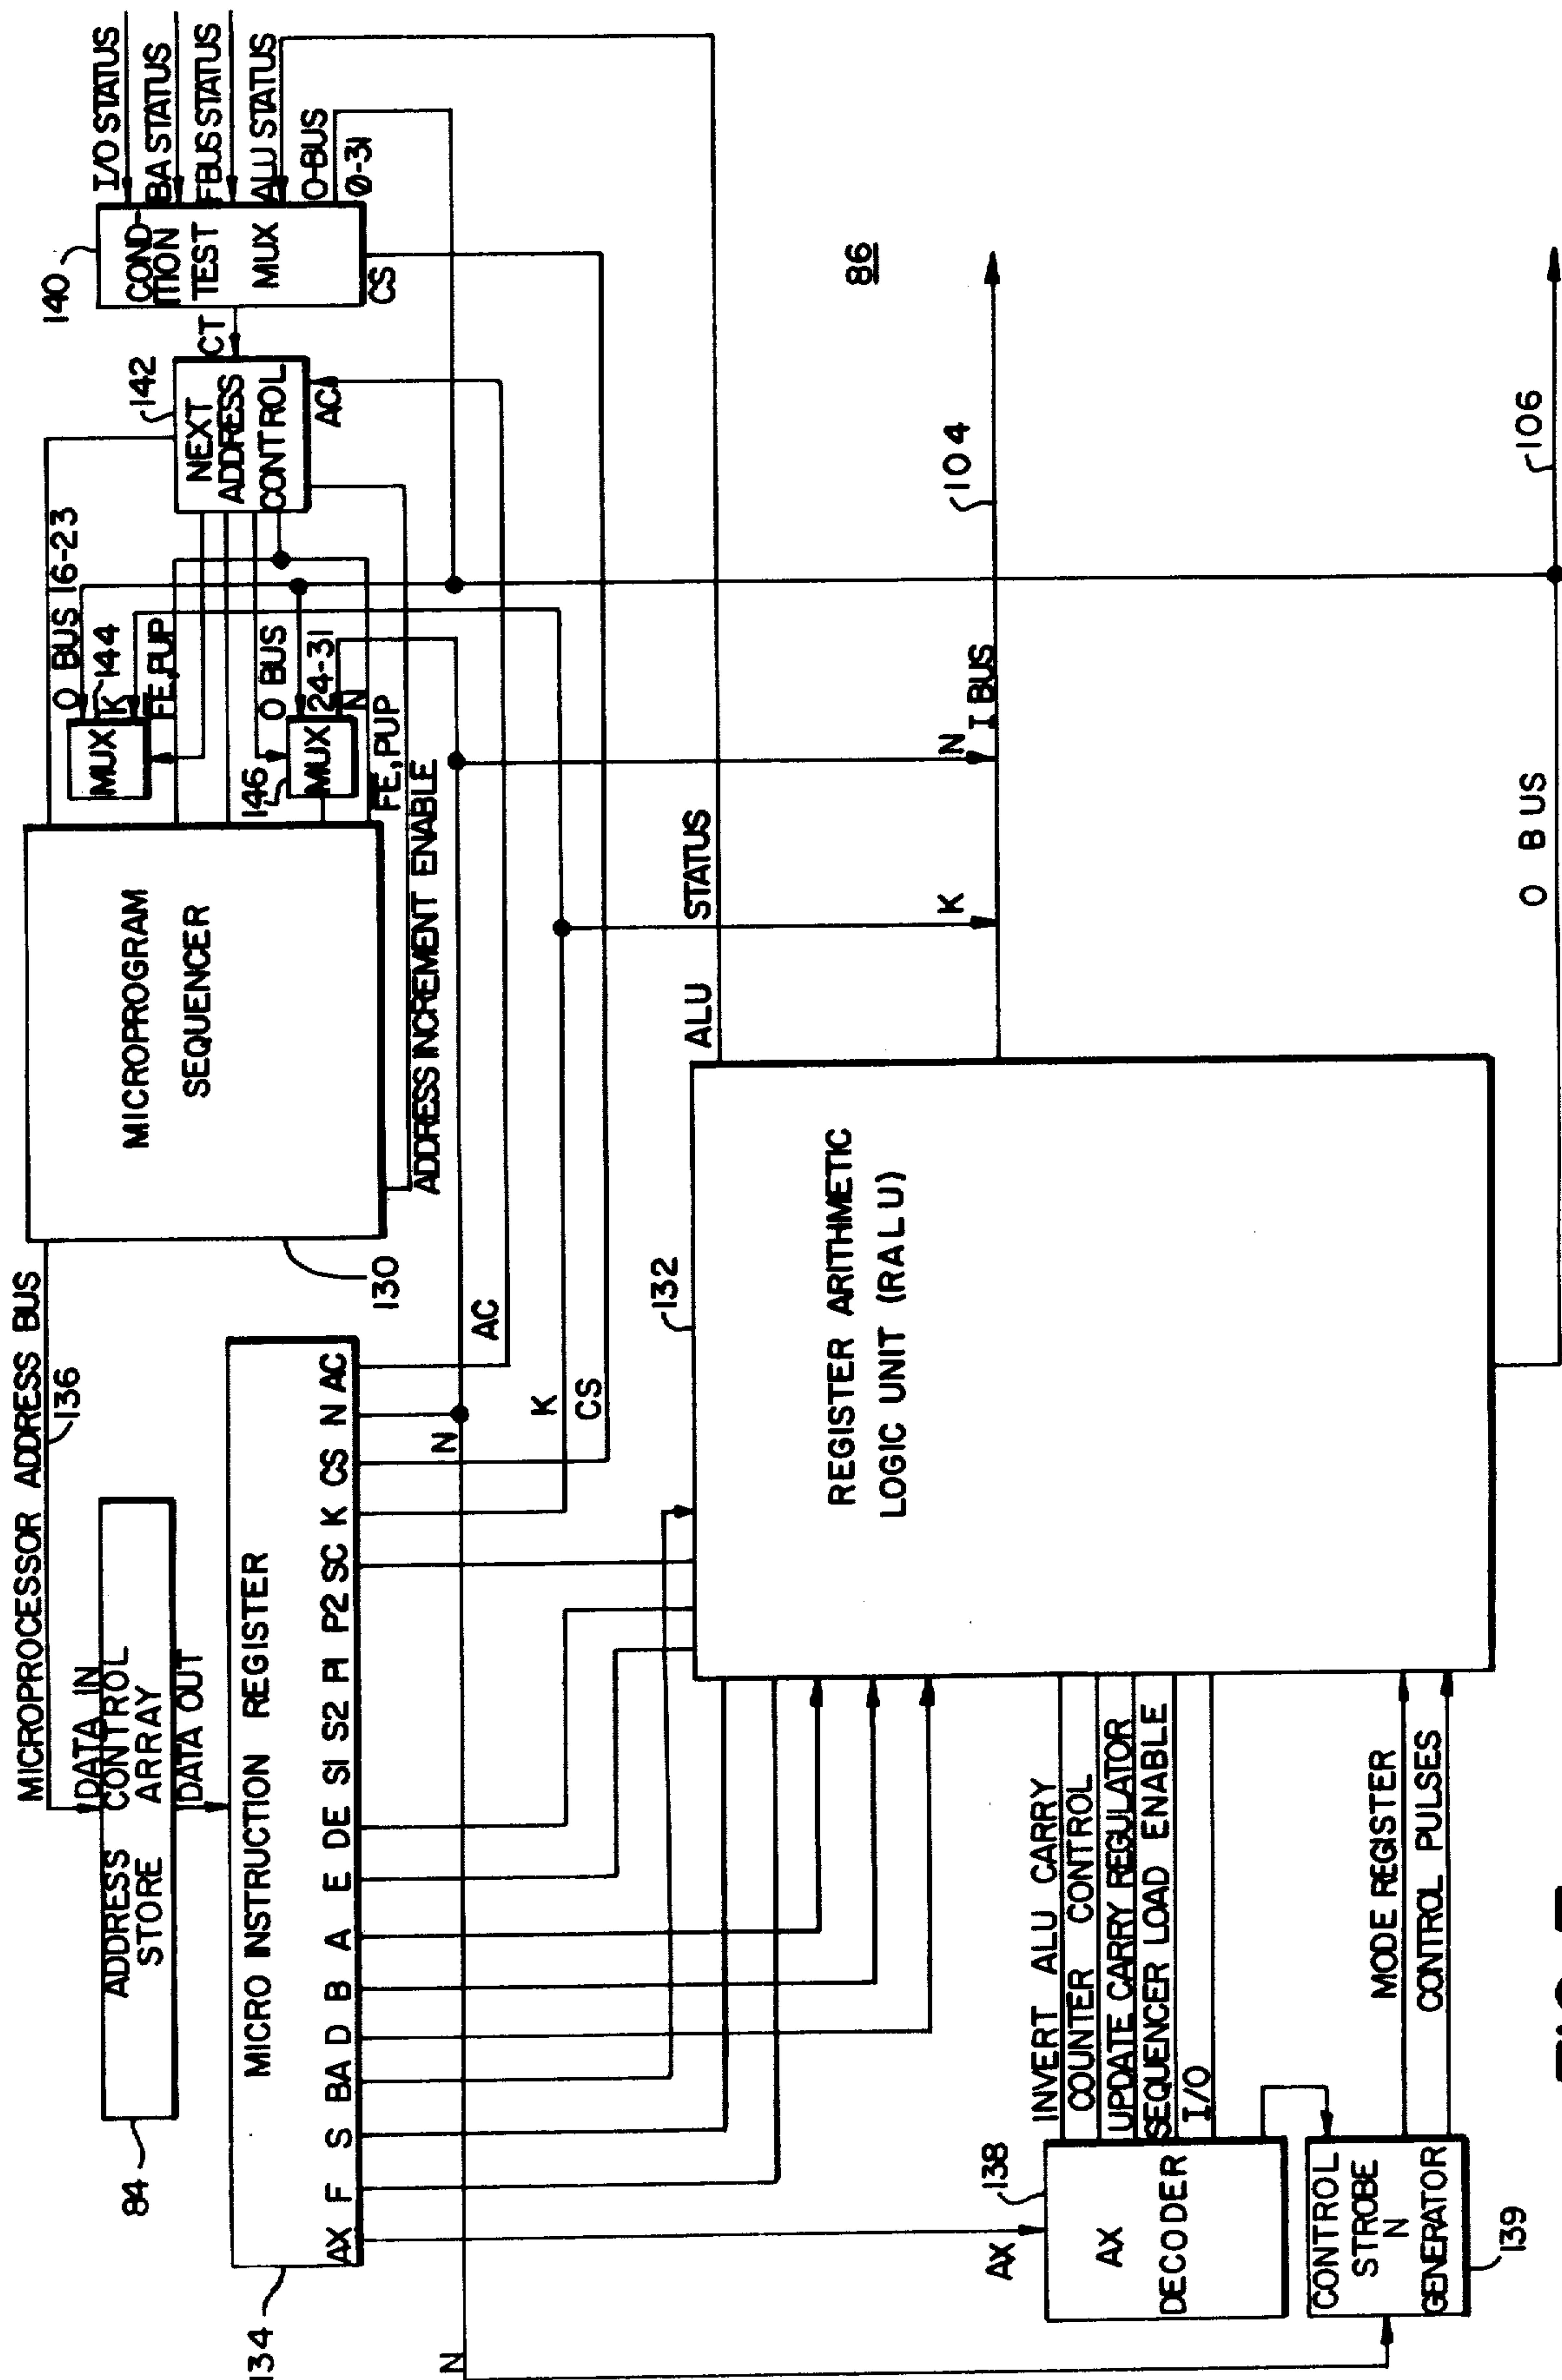 MICROPROCESSOR ADDRESS BUS
136
DATA IN
ADDRESS CONTROL
STORE ARRAY
DATA OUT
84
MICRO INSTRUCTION REGISTER
AX F S BA D B A E DE S1 S2 P1 P2 SC K CS N AC
134
MICROPROGRAM
SEQUENCER
130
O BUS 16-23
MUX
K
144
FE, PUP
O BUS
24-31
MUX
N
146
FE, PUP
ADDRESS INCREMENT ENABLE
NEXT
ADDRESS
CONTROL
142
CT
AC
COND-
ITION
TEST
MUX
140
CS
I/O STATUS
BA STATUS
F BUS STATUS
ALU STATUS
O-BUS
0-31
N
AC
K
CS
N
ALU STATUS
K
N
I BUS
104
86
132
REGISTER ARITHMETIC
LOGIC UNIT (RALU)
O BUS
106
INVERT ALU CARRY
COUNTER CONTROL
UPDATE CARRY REGULATOR
SEQUENCER LOAD ENABLE
I/O
AX
138
AX
DECODER
MODE REGISTER
CONTROL PULSES
CONTROL
STROBE
N
GENERATOR
139